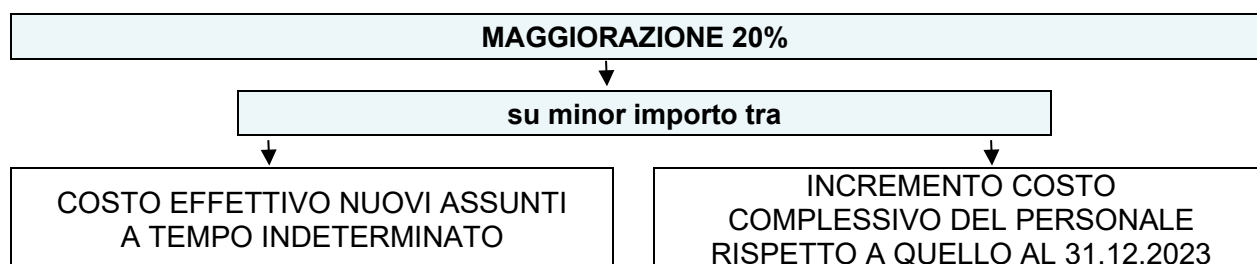 MAGGIORAZIONE 20%
su minor importo tra
COSTO EFFETTIVO NUOVI ASSUNTI
A TEMPO INDETERMINATO
INCREMENTO COSTO
COMPLESSIVO DEL PERSONALE
RISPETTO A QUELLO AL 31.12.2023